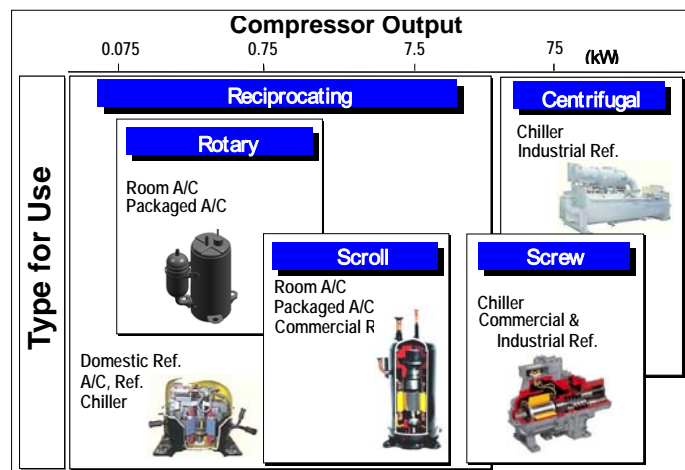 Compressor Output
0.075 0.75 7.5 75 (kW)
Type for Use
Reciprocating
Rotary
Room A/C
Packaged A/C
Domestic Ref.
A/C, Ref.
Chiller
Scroll
Room A/C
Packaged A/C
Commercial R
Centrifugal
Chiller
Industrial Ref.
Screw
Chiller
Commercial &
Industrial Ref.